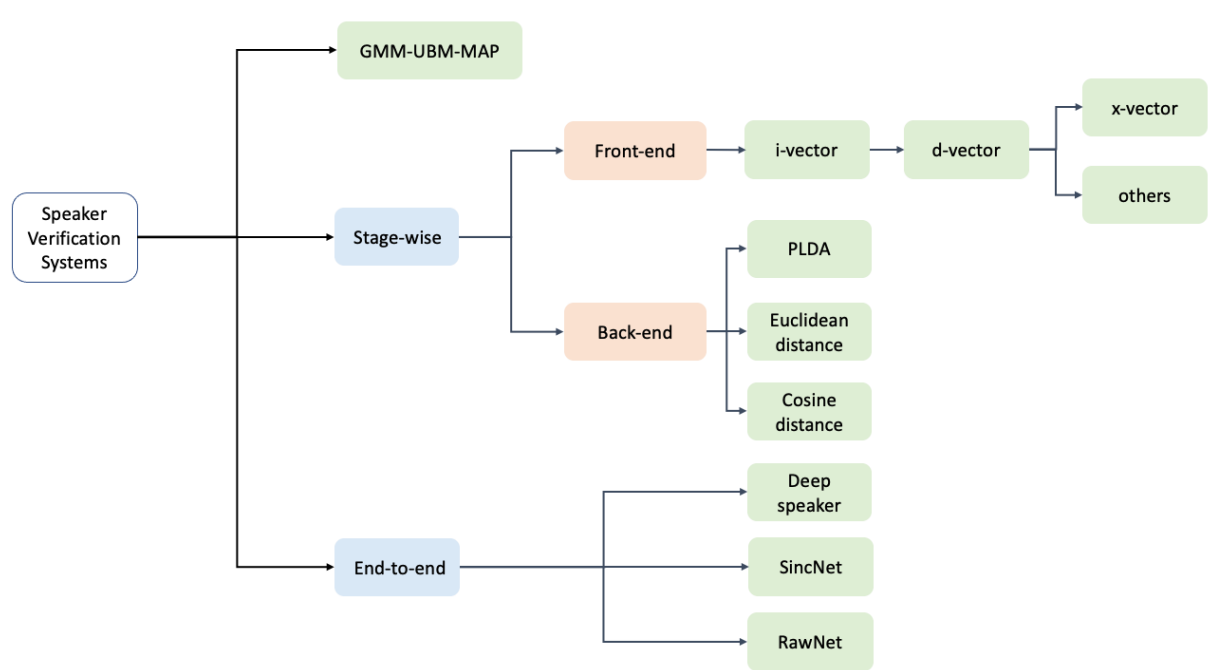 GMM-UBM-MAP
x-vector
Front-end
i-vector
d-vector
others
Speaker
Verification
Systems
Stage-wise
PLDA
Back-end
Euclidean
distance
Cosine
distance
Deep
speaker
End-to-end
SincNet
RawNet